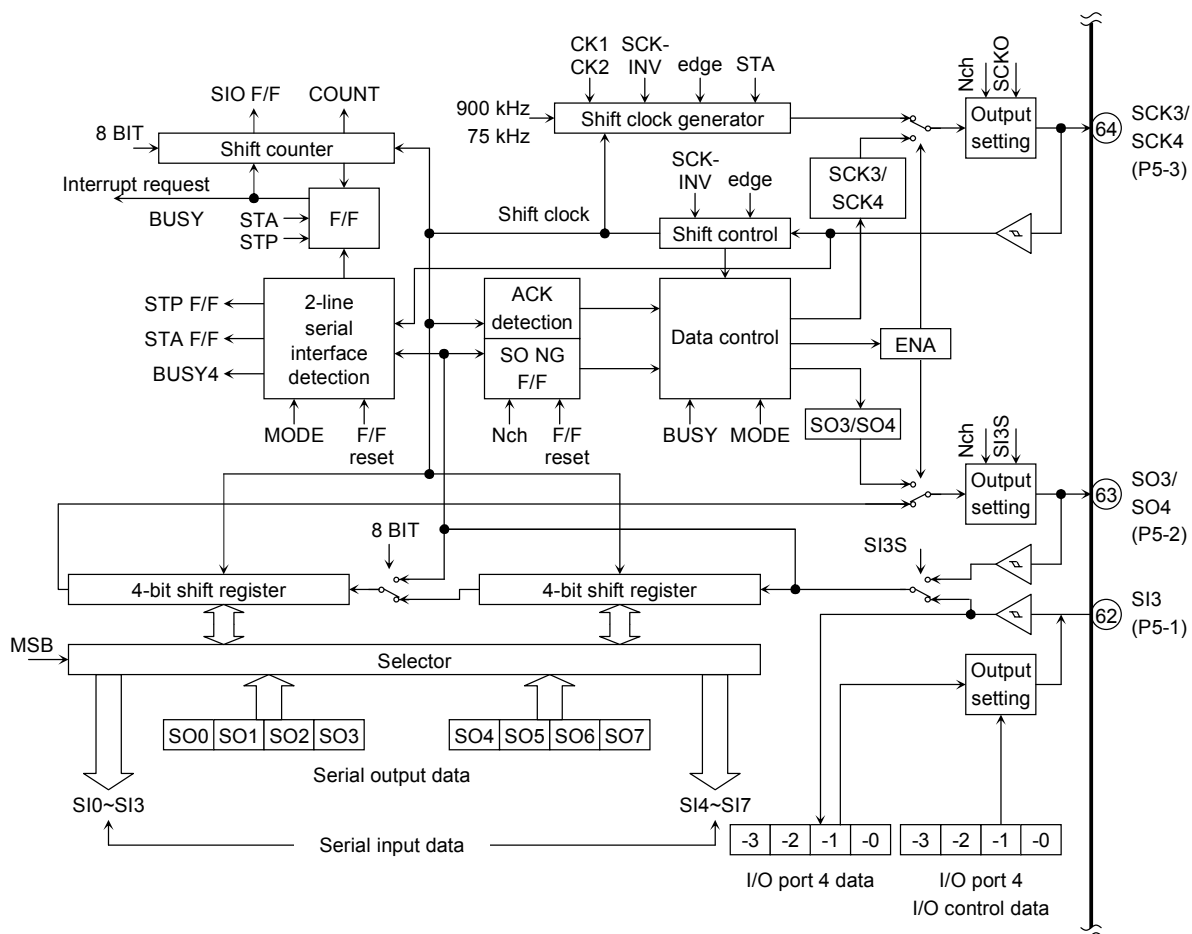 CK1
CK2
SCK-
INV
edge
STA
Nch
SCKO
SIO F/F
COUNT
900 kHz
75 kHz
Shift clock generator
Output
setting
64
SCK3/
SCK4
(P5-3)
8 BIT
Shift counter
SCK-
INV
edge
SCK3/
SCK4
Interrupt request
BUSY
STA
STP
F/F
Shift clock
Shift control
STP F/F
STA F/F
BUSY4
2-line
serial
interface
detection
ACK
detection
SO NG
F/F
Data control
ENA
MODE
F/F
reset
Nch
F/F
reset
BUSY
MODE
SO3/SO4
Nch
SI3S
Output
setting
63
SO3/
SO4
(P5-2)
8 BIT
SI3S
4-bit shift register
4-bit shift register
62
SI3
(P5-1)
MSB
Selector
Output
setting
SO0
SO1
SO2
SO3
SO4
SO5
SO6
SO7
Serial output data
SI0~SI3
SI4~SI7
Serial input data
-3
-2
-1
-0
-3
-2
-1
-0
I/O port 4 data
I/O port 4
I/O control data